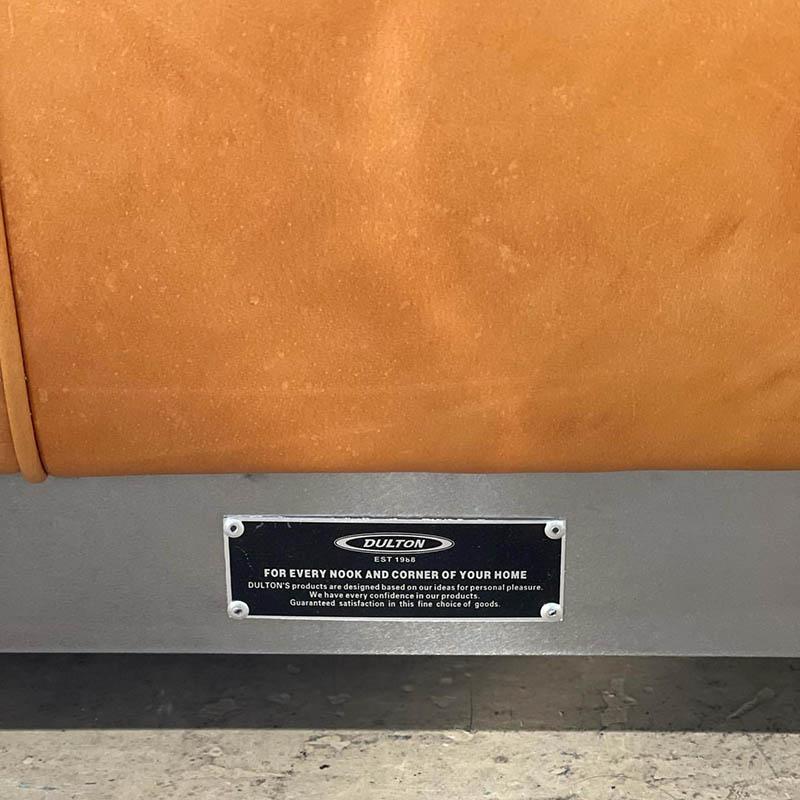 DULTON
EST 1988
FOR EVERY NOOK AND CORNER OF YOUR HOME
DULTON'S products are designed based on our ideas for personal pleasure.
We have every confidence in our products.
Guaranteed satisfaction in this fine choice of goods.